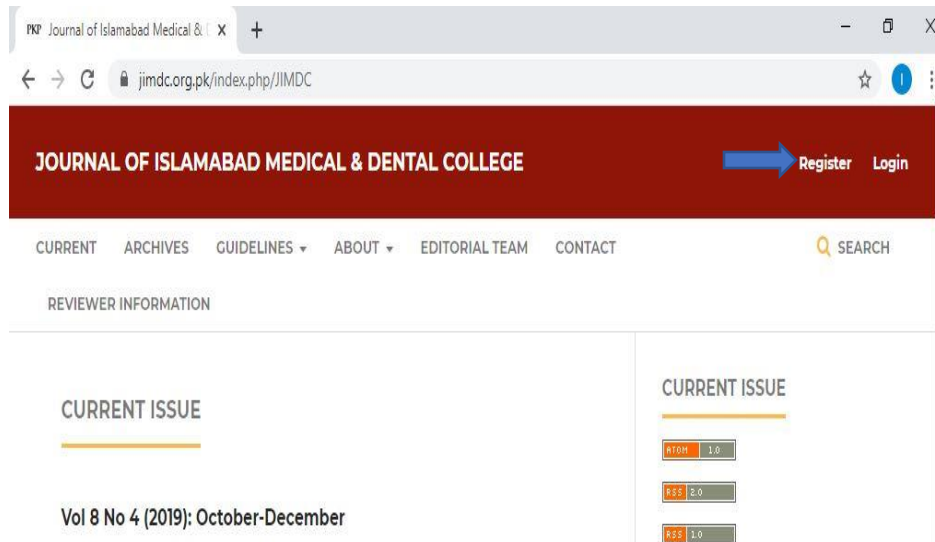 PKP Journal of Islamabad Medical &
jimdc.org.pk/index.php/JIMDC
I
JOURNAL OF ISLAMABAD MEDICAL & DENTAL COLLEGE
Register Login
CURRENT ARCHIVES GUIDELINES ABOUT EDITORIAL TEAM CONTACT SEARCH
REVIEWER INFORMATION
CURRENT ISSUE
Vol 8 No 4 (2019): October-December
CURRENT ISSUE
ATOM 1.0
RSS 2.0
RSS 1.0